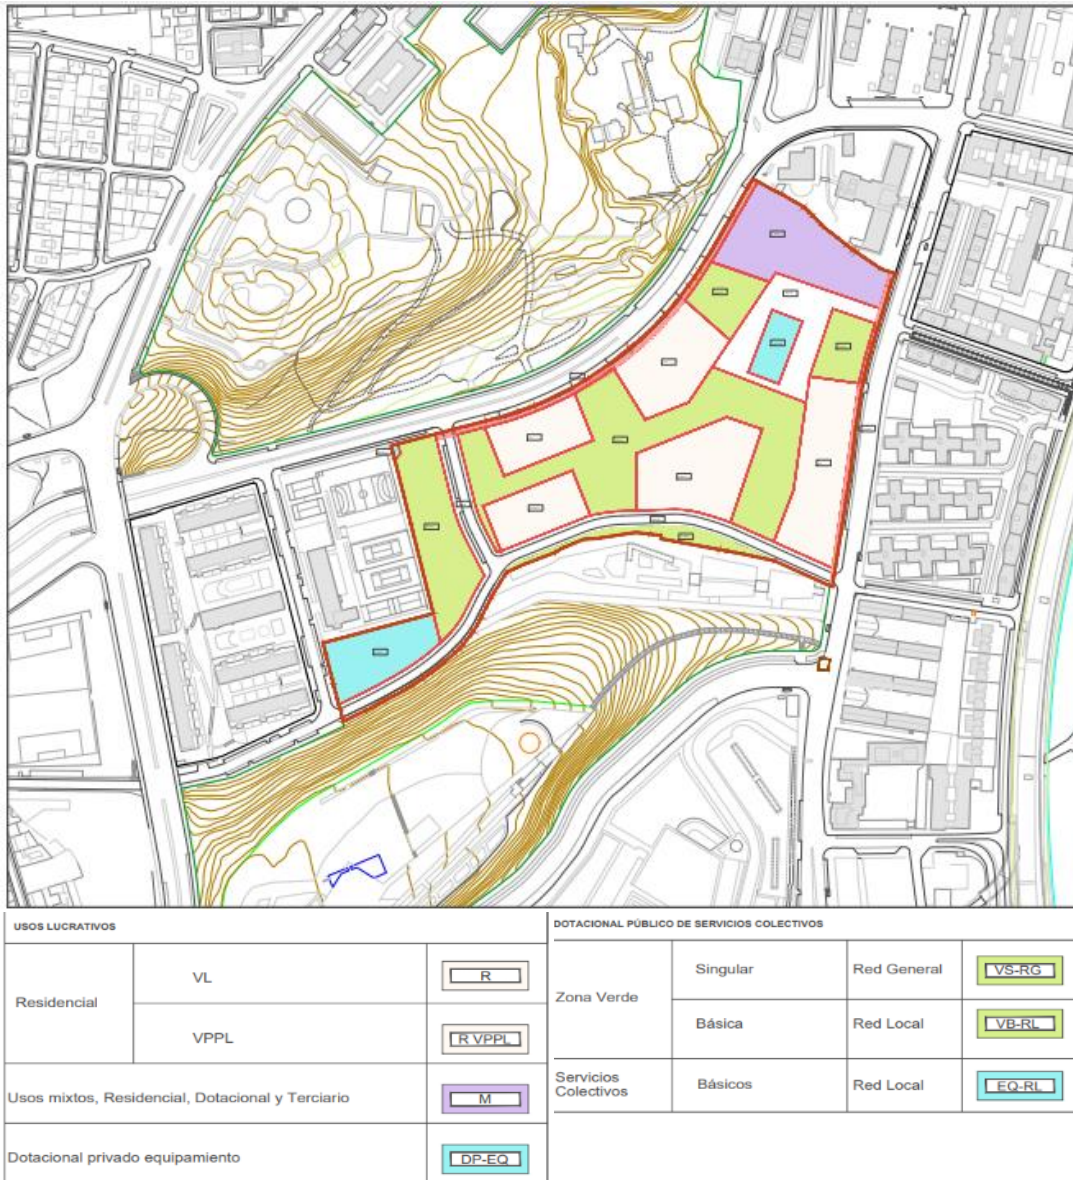 USOS LUCRATIVOS
Residencial
VL
R
VPPL
R VPPL
Usos mixtos, Residencial, Dotacional y Terciario
M
Dotacional privado equipamiento
DP-EQ
DOTACIONAL PÚBLICO DE SERVICIOS COLECTIVOS
Zona Verde
Singular
Red General
VS-RG
Básica
Red Local
VB-RL
Servicios
Colectivos
Básicos
Red Local
EQ-RL